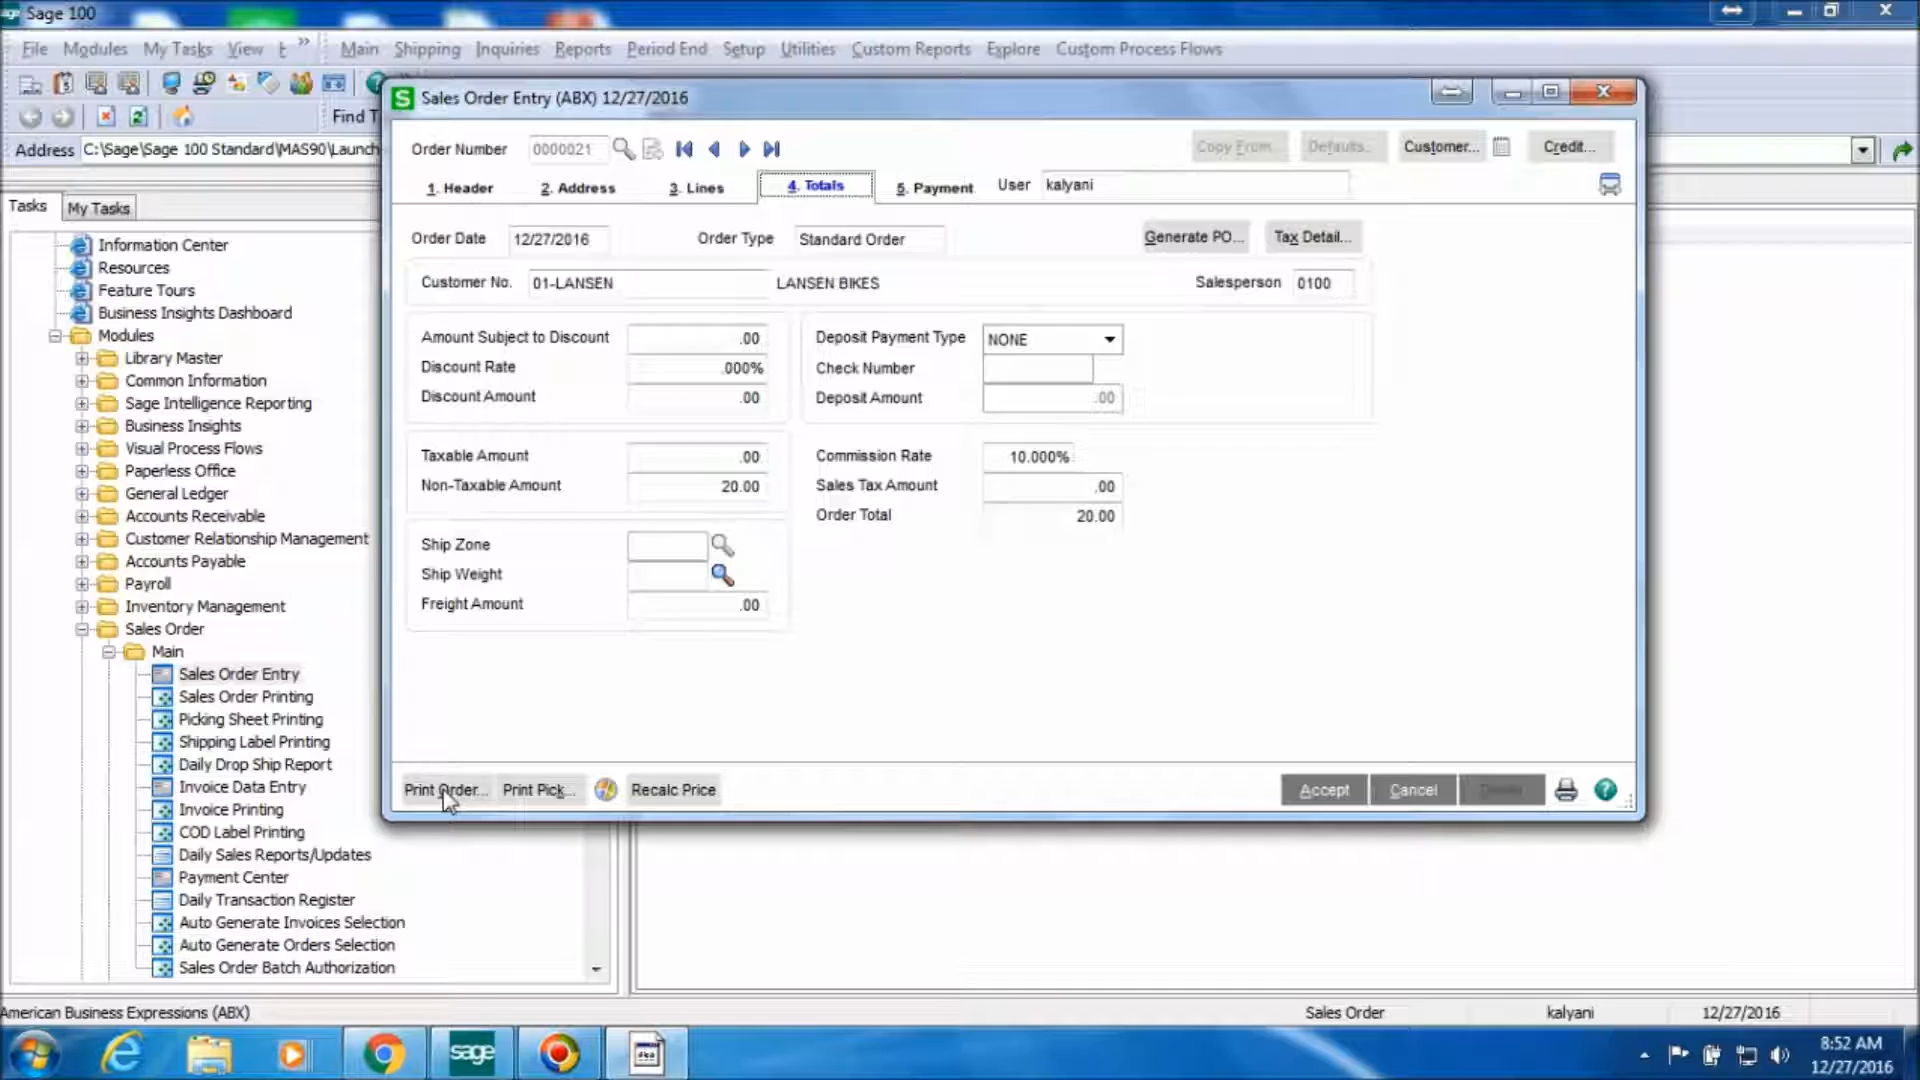 Sage 100
File Modules My Tasks View Main Shipping Inquiries Reports Period End Setup Utilities Custom Reports Explore Custom Process Flows
Find T
Address C:\Sage\Sage 100 Standard\MAS90\Launch
Tasks My Tasks
Information Center
Resources
Feature Tours
Business Insights Dashboard
Modules
Library Master
Common Information
Sage Intelligence Reporting
Business Insights
Visual Process Flows
Paperless Office
General Ledger
Accounts Receivable
Customer Relationship Management
Accounts Payable
Payroll
Inventory Management
Sales Order
Main
Sales Order Entry
Sales Order Printing
Picking Sheet Printing
Shipping Label Printing
Daily Drop Ship Report
Invoice Data Entry
Invoice Printing
COD Label Printing
Daily Sales Reports/Updates
Payment Center
Daily Transaction Register
Auto Generate Invoices Selection
Auto Generate Orders Selection
Sales Order Batch Authorization
S Sales Order Entry (ABX) 12/27/2016
Order Number 0000021 Copy From... Defaults... Customer... Credit...
1. Header 2. Address 3. Lines 4. Totals 5. Payment User kalyani
Order Date 12/27/2016 Order Type Standard Order Generate PO... Tax Detail...
Customer No. 01-LANSEN LANSEN BIKES Salesperson 0100
Amount Subject to Discount .00 Deposit Payment Type NONE
Discount Rate .000% Check Number
Discount Amount .00 Deposit Amount .00
Taxable Amount .00 Commission Rate 10.000%
Non-Taxable Amount 20.00 Sales Tax Amount .00
Order Total 20.00
Ship Zone
Ship Weight
Freight Amount .00
Print Order... Print Pick... Recalc Price Accept Cancel
American Business Expressions (ABX) Sales Order kalyani 12/27/2016
sage
8:52 AM
12/27/2016